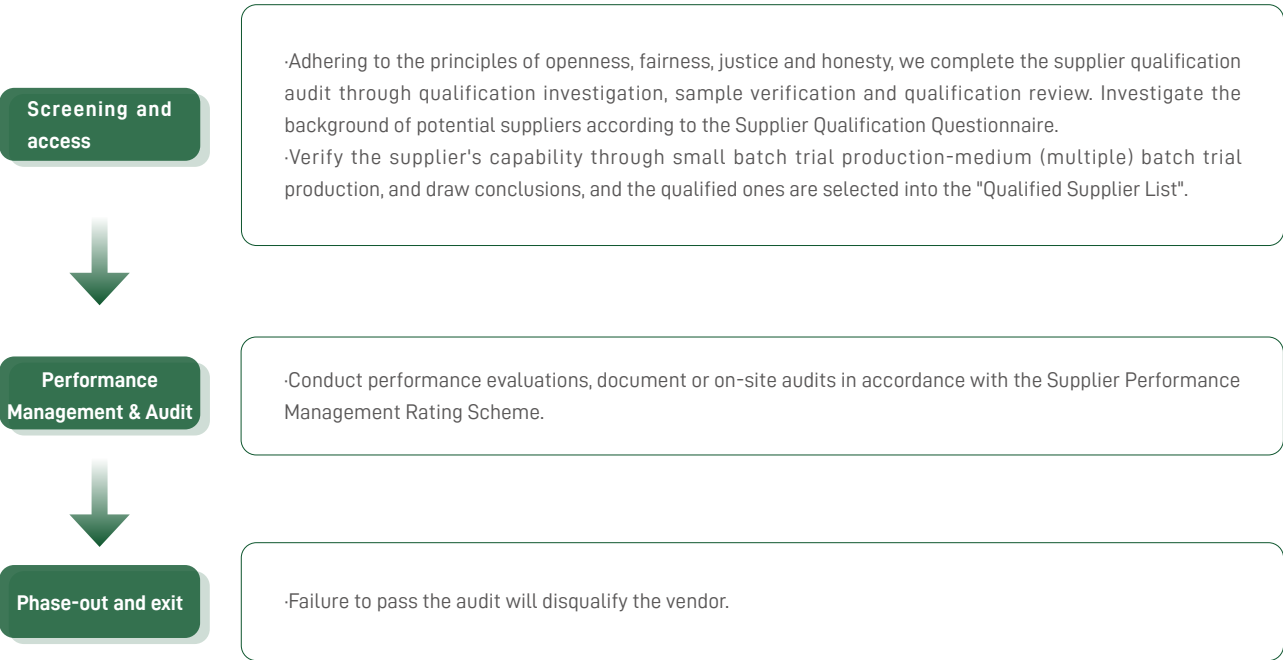 Screening and
access
·Adhering to the principles of openness, fairness, justice and honesty, we complete the supplier qualification
audit through qualification investigation, sample verification and qualification review. Investigate the
background of potential suppliers according to the Supplier Qualification Questionnaire.
·Verify the supplier's capability through small batch trial production-medium (multiple) batch trial
production, and draw conclusions, and the qualified ones are selected into the "Qualified Supplier List".
Performance
Management & Audit
·Conduct performance evaluations, document or on-site audits in accordance with the Supplier Performance
Management Rating Scheme.
Phase-out and exit
·Failure to pass the audit will disqualify the vendor.